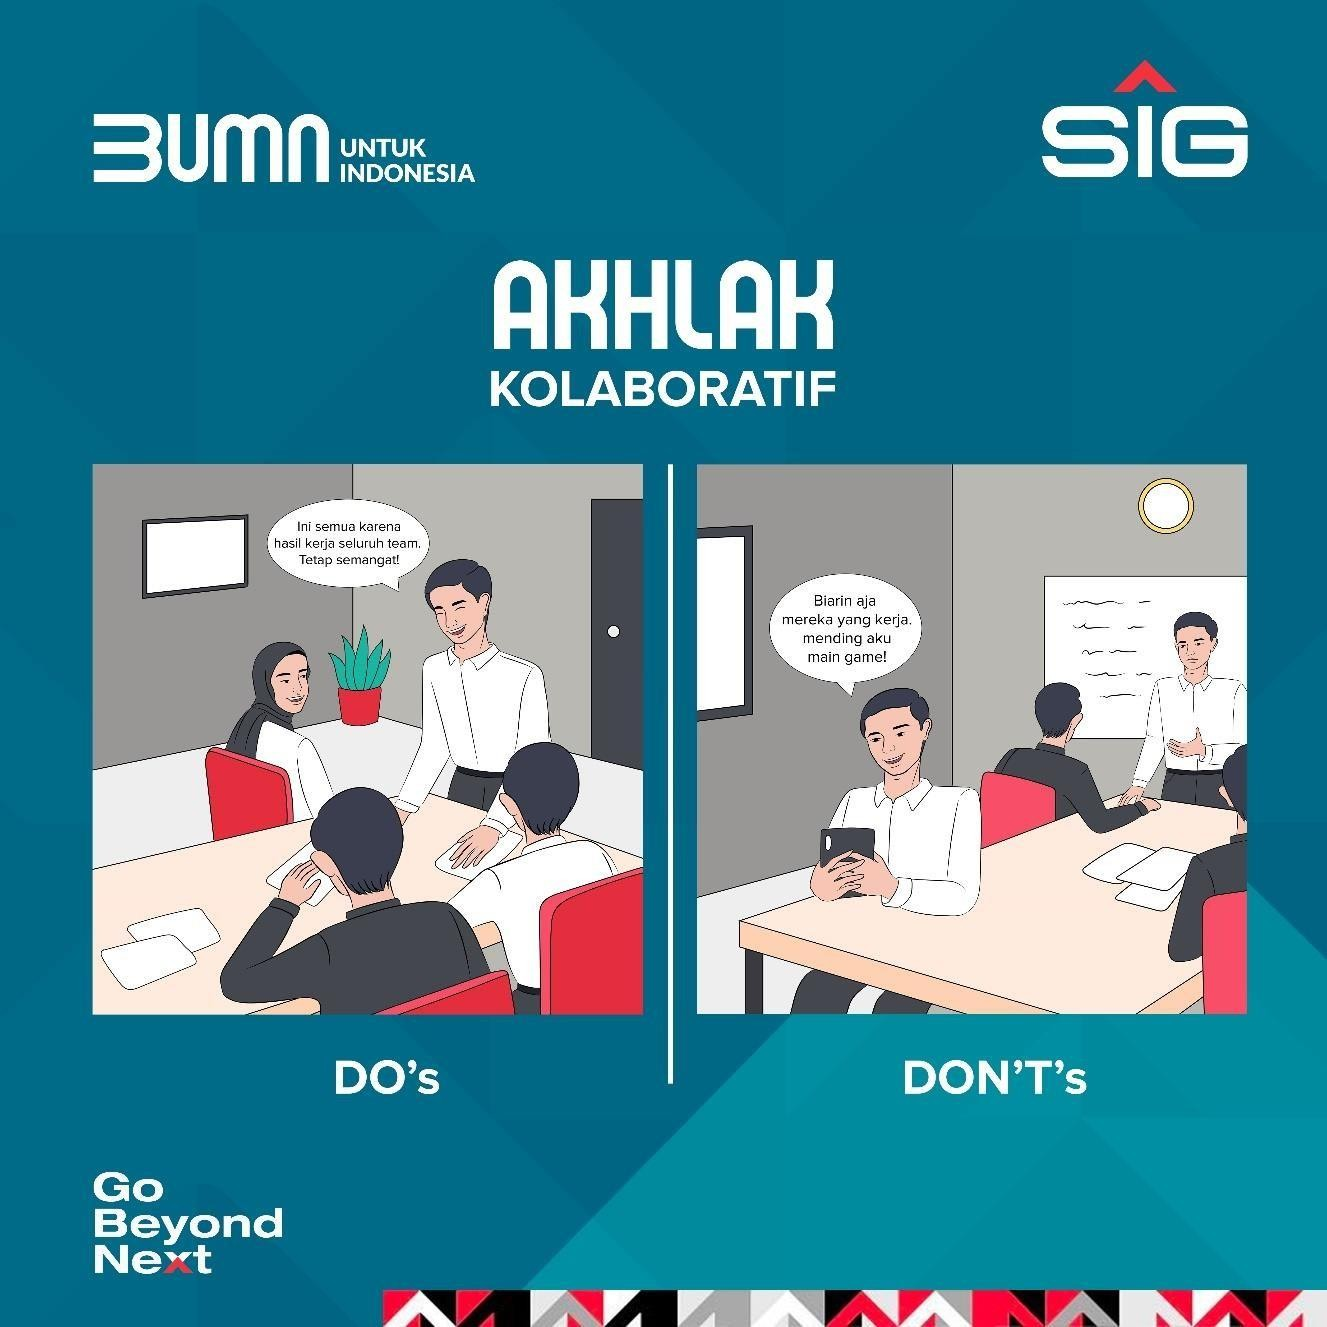 BUMN UNTUK
INDONESIA
SIG
AKHLAK
KOLABORATIF
Ini semua karena
hasil kerja seluruh team.
Tetap semangat!
Biarin aja
mereka yang kerja.
mending aku
main game!
DO's
DON'T's
Go
Beyond
Next